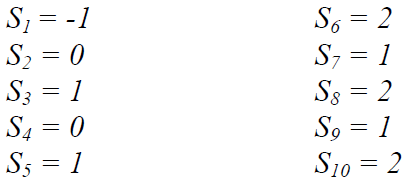 S₁ = -1
S₂ = 0
S₃ = 1
S₄ = 0
S₅ = 1
S₆ = 2
S₇ = 1
S₈ = 2
S₉ = 1
S₁₀ = 2